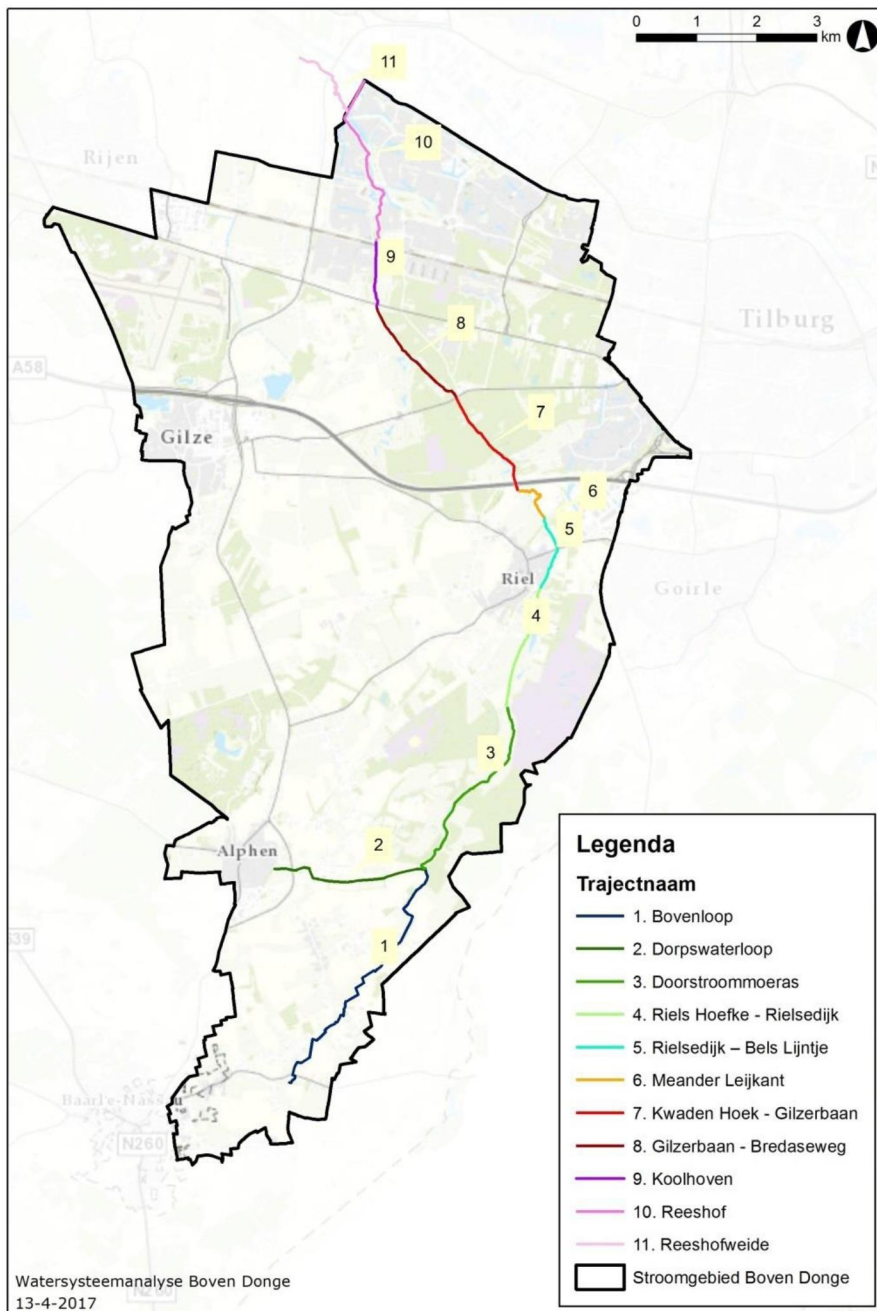 0 1 2 3
km
11
10
Rijen
N
9
8
Tilburg
A58
7
Gilze
6
5
Riel
Goirle
4
3
2
Alphen
1
Baarle-Nassau
N260
Legenda
Trajectnaam
1. Bovenloop
2. Dorpswaterloop
3. Doorstroommoeras
4. Riels Hoefke - Rielsedijk
5. Rielsedijk – Bels Lijntje
6. Meander Leijkant
7. Kwaden Hoek - Gilzerbaan
8. Gilzerbaan - Bredaseweg
9. Koolhoven
10. Reeshof
11. Reeshofweide
Stroomgebied Boven Donge
Watersysteemanalyse Boven Donge
13-4-2017
N260